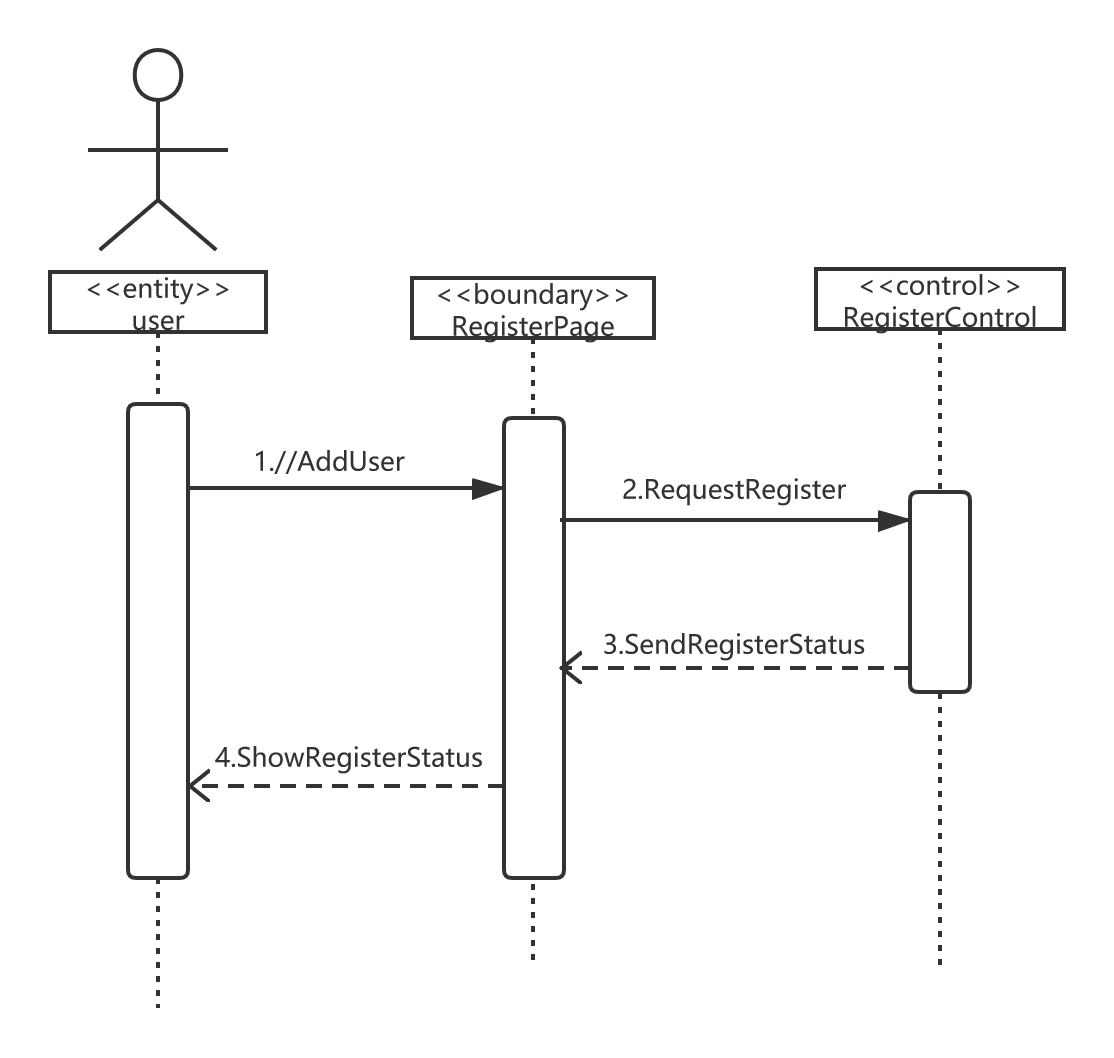 <<entity>>
user
<<boundary>>
RegisterPage
<<control>>
RegisterControl
1.//AddUser
2.RequestRegister
3.SendRegisterStatus
4.ShowRegisterStatus